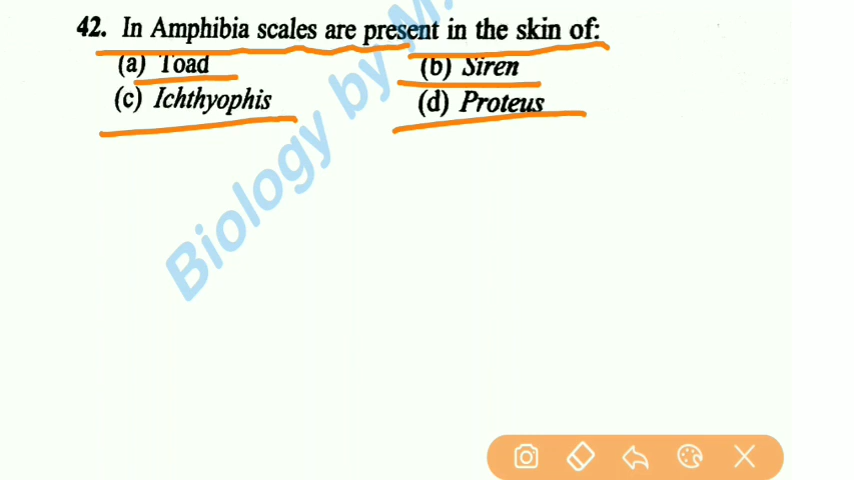 42. In Amphibia scales are present in the skin of:
(a) Toad (b) Siren
(c) Ichthyophis (d) Proteus
Biology by M.